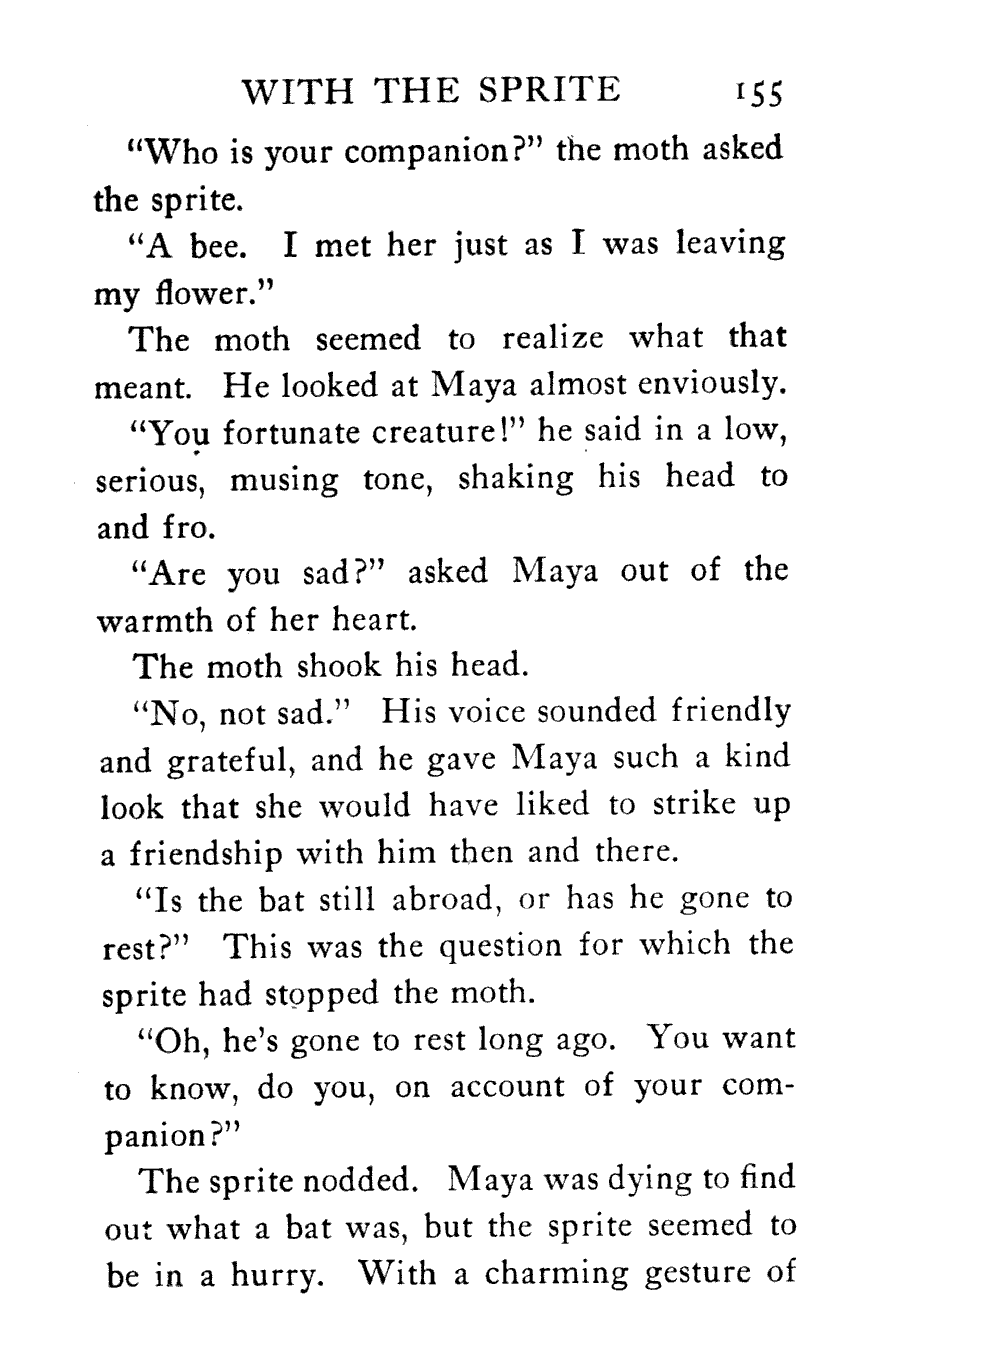 WITH THE SPRITE 155
“Who is your companion?” the moth asked
the sprite.
“A bee. I met her just as I was leaving
my flower.”
The moth seemed to realize what that
meant. He looked at Maya almost enviously.
“You fortunate creature!” he said in a low,
serious, musing tone, shaking his head to
and fro.
“Are you sad?” asked Maya out of the
warmth of her heart.
The moth shook his head.
“No, not sad.” His voice sounded friendly
and grateful, and he gave Maya such a kind
look that she would have liked to strike up
a friendship with him then and there.
“Is the bat still abroad, or has he gone to
rest?” This was the question for which the
sprite had stopped the moth.
“Oh, he’s gone to rest long ago. You want
to know, do you, on account of your com-
panion?”
The sprite nodded. Maya was dying to find
out what a bat was, but the sprite seemed to
be in a hurry. With a charming gesture of